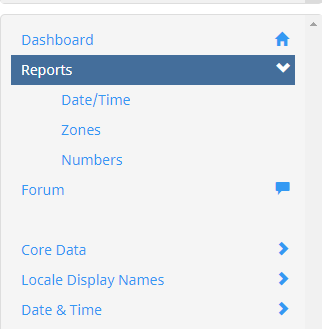 Dashboard
Reports
Date/Time
Zones
Numbers
Forum
Core Data
Locale Display Names
Date & Time